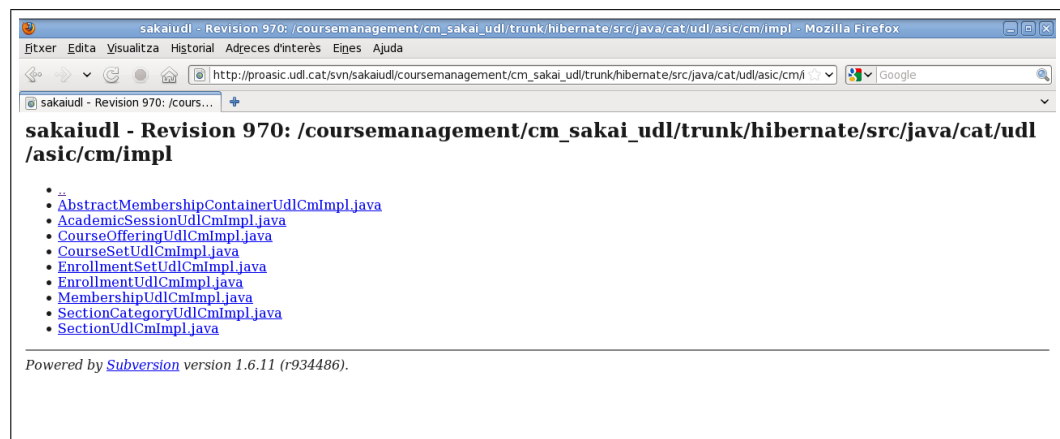 sakaiudl - Revision 970: /coursemanagement/cm_sakai_udl/trunk/hibernate/src/java/cat/udl/asic/cm/impl - Mozilla Firefox
Fitxer Edita Visualitza Historial Adreces d'interès Eines Ajuda
http://proasic.udl.cat/svn/sakaiudl/coursemanagement/cm_sakai_udl/trunk/hibernate/src/java/cat/udl/asic/cm/i Google
sakaiudl - Revision 970: /cours...
sakaiudl - Revision 970: /coursemanagement/cm_sakai_udl/trunk/hibernate/src/java/cat/udl
/asic/cm/impl
• ..
• AbstractMembershipContainerUdlCmImpl.java
• AcademicSessionUdlCmImpl.java
• CourseOfferingUdlCmImpl.java
• CourseSetUdlCmImpl.java
• EnrollmentSetUdlCmImpl.java
• EnrollmentUdlCmImpl.java
• MembershipUdlCmImpl.java
• SectionCategoryUdlCmImpl.java
• SectionUdlCmImpl.java
Powered by Subversion version 1.6.11 (r934486).